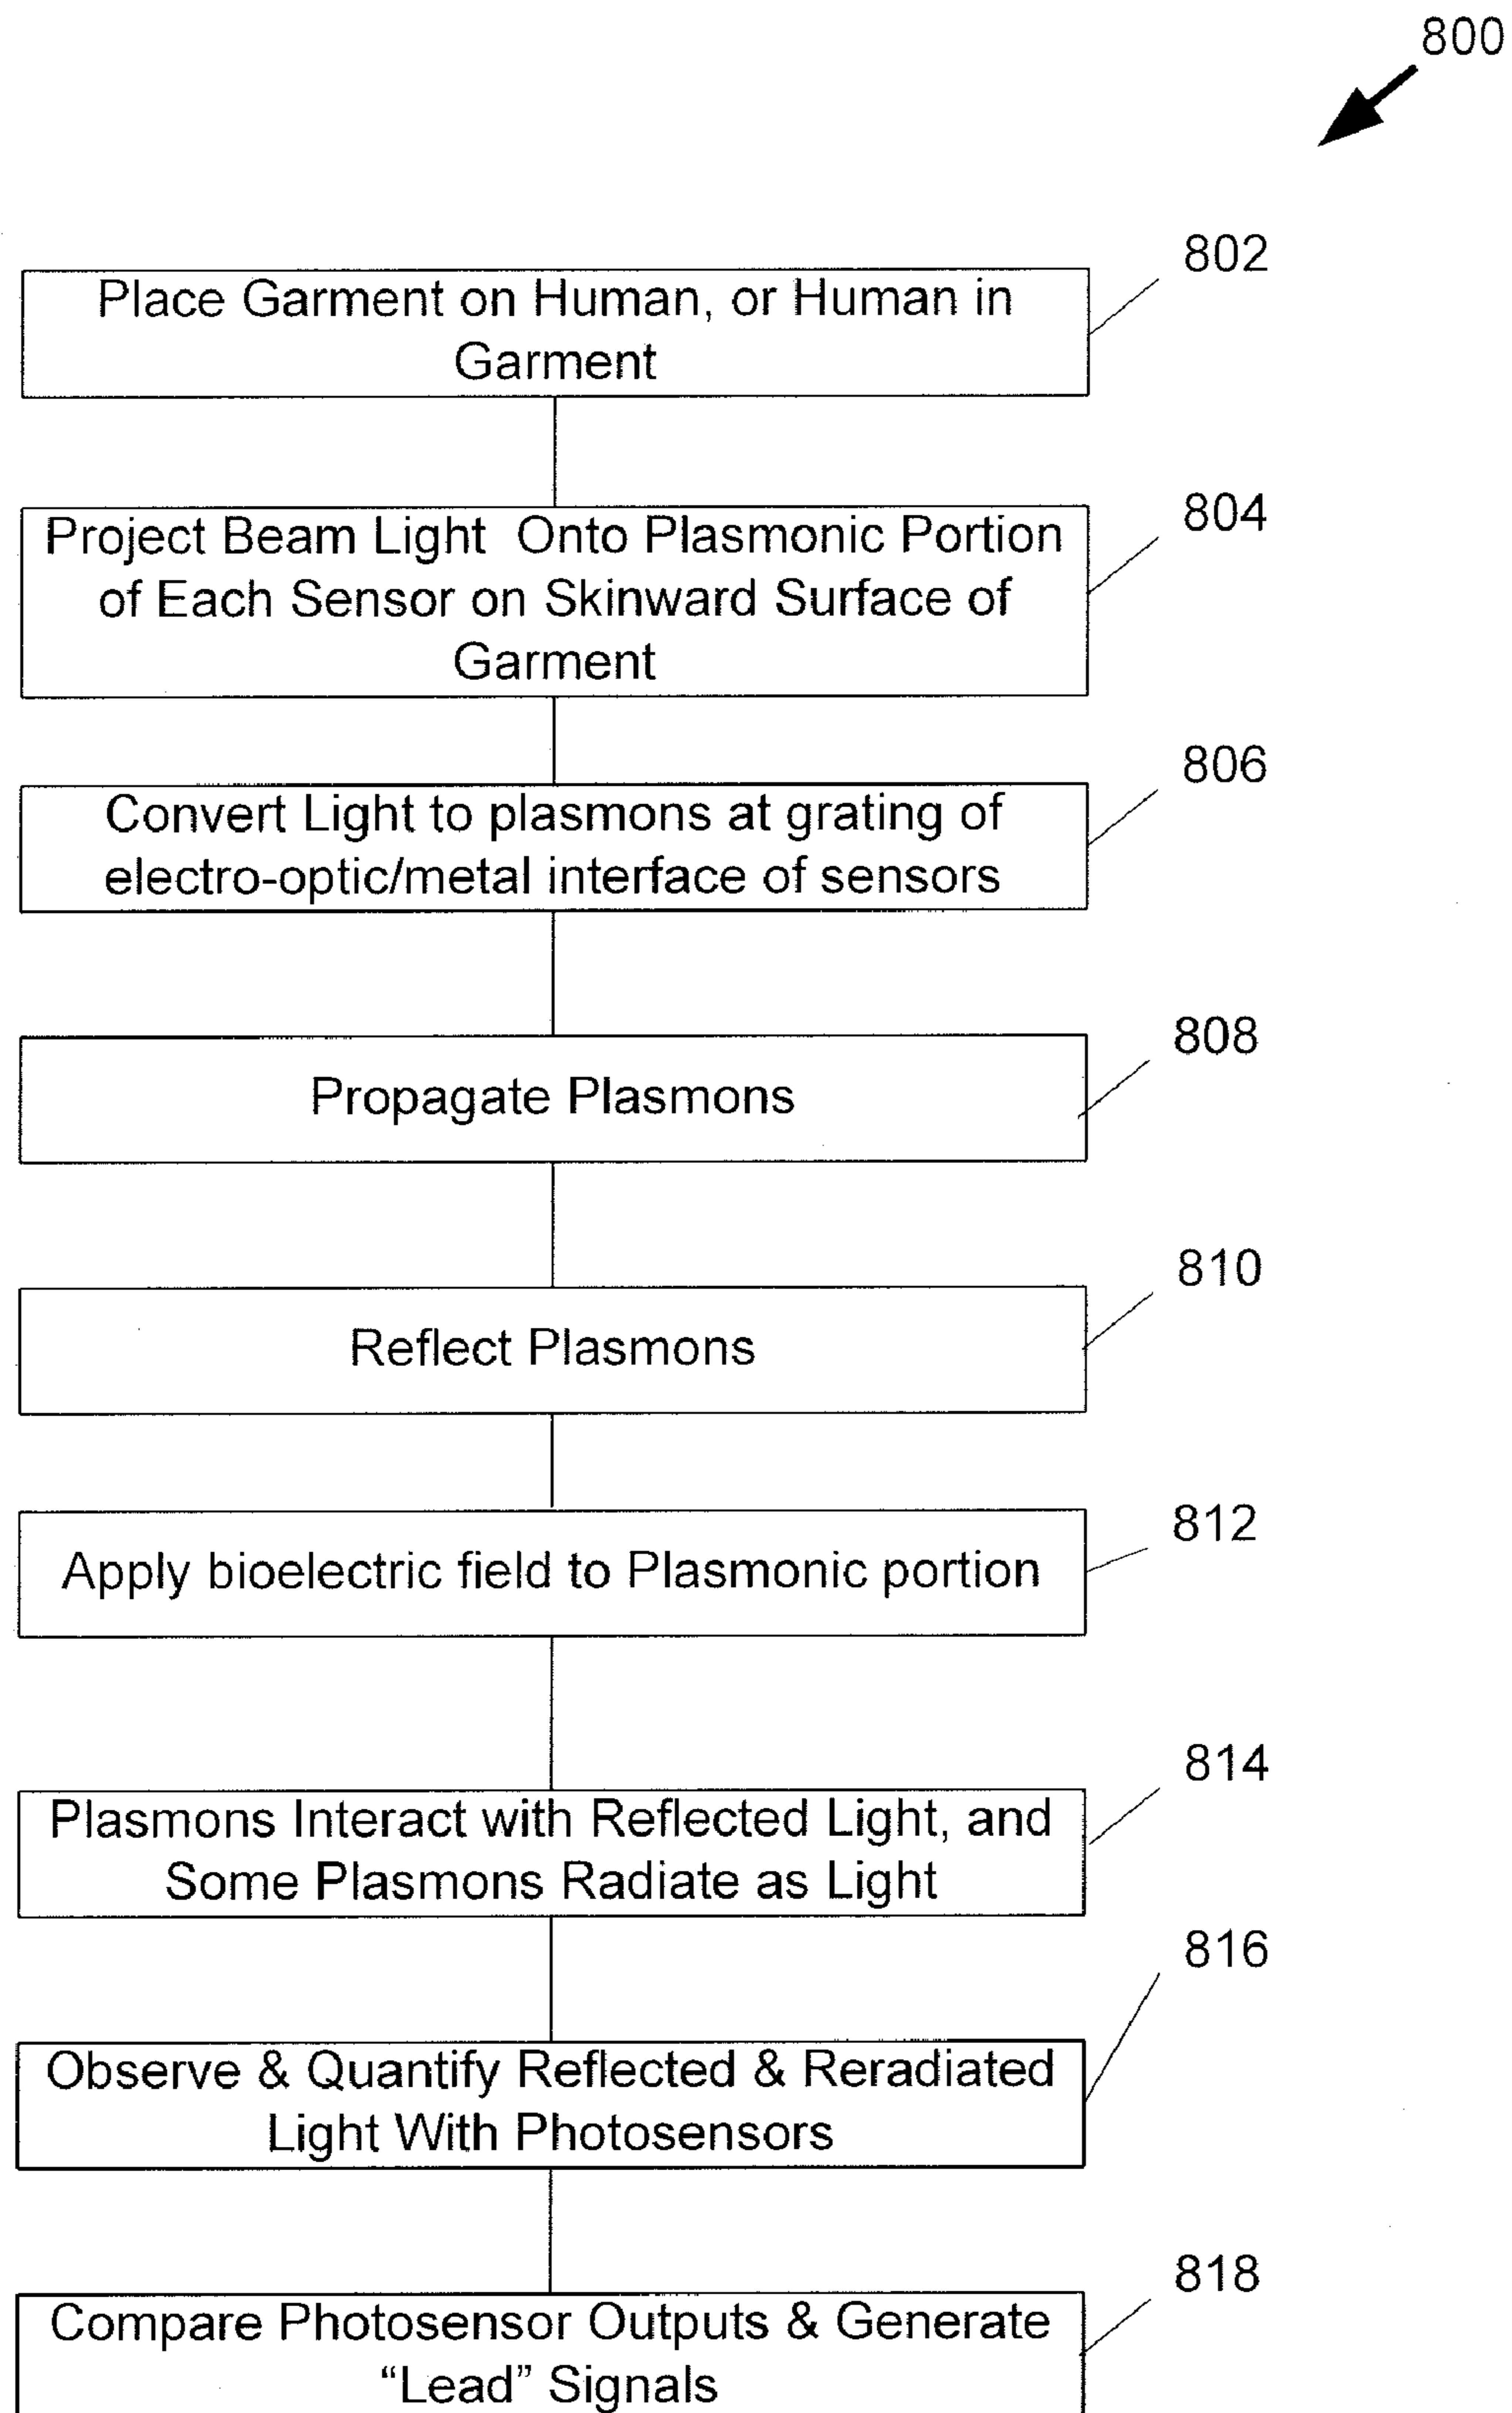 800
802
Place Garment on Human, or Human in
Garment
804
Project Beam Light Onto Plasmonic Portion
of Each Sensor on Skinward Surface of
Garment
806
Convert Light to plasmons at grating of
electro-optic/metal interface of sensors
808
Propagate Plasmons
810
Reflect Plasmons
812
Apply bioelectric field to Plasmonic portion
814
Plasmons Interact with Reflected Light, and
Some Plasmons Radiate as Light
816
Observe & Quantify Reflected & Reradiated
Light With Photosensors
818
Compare Photosensor Outputs & Generate
“Lead” Signals